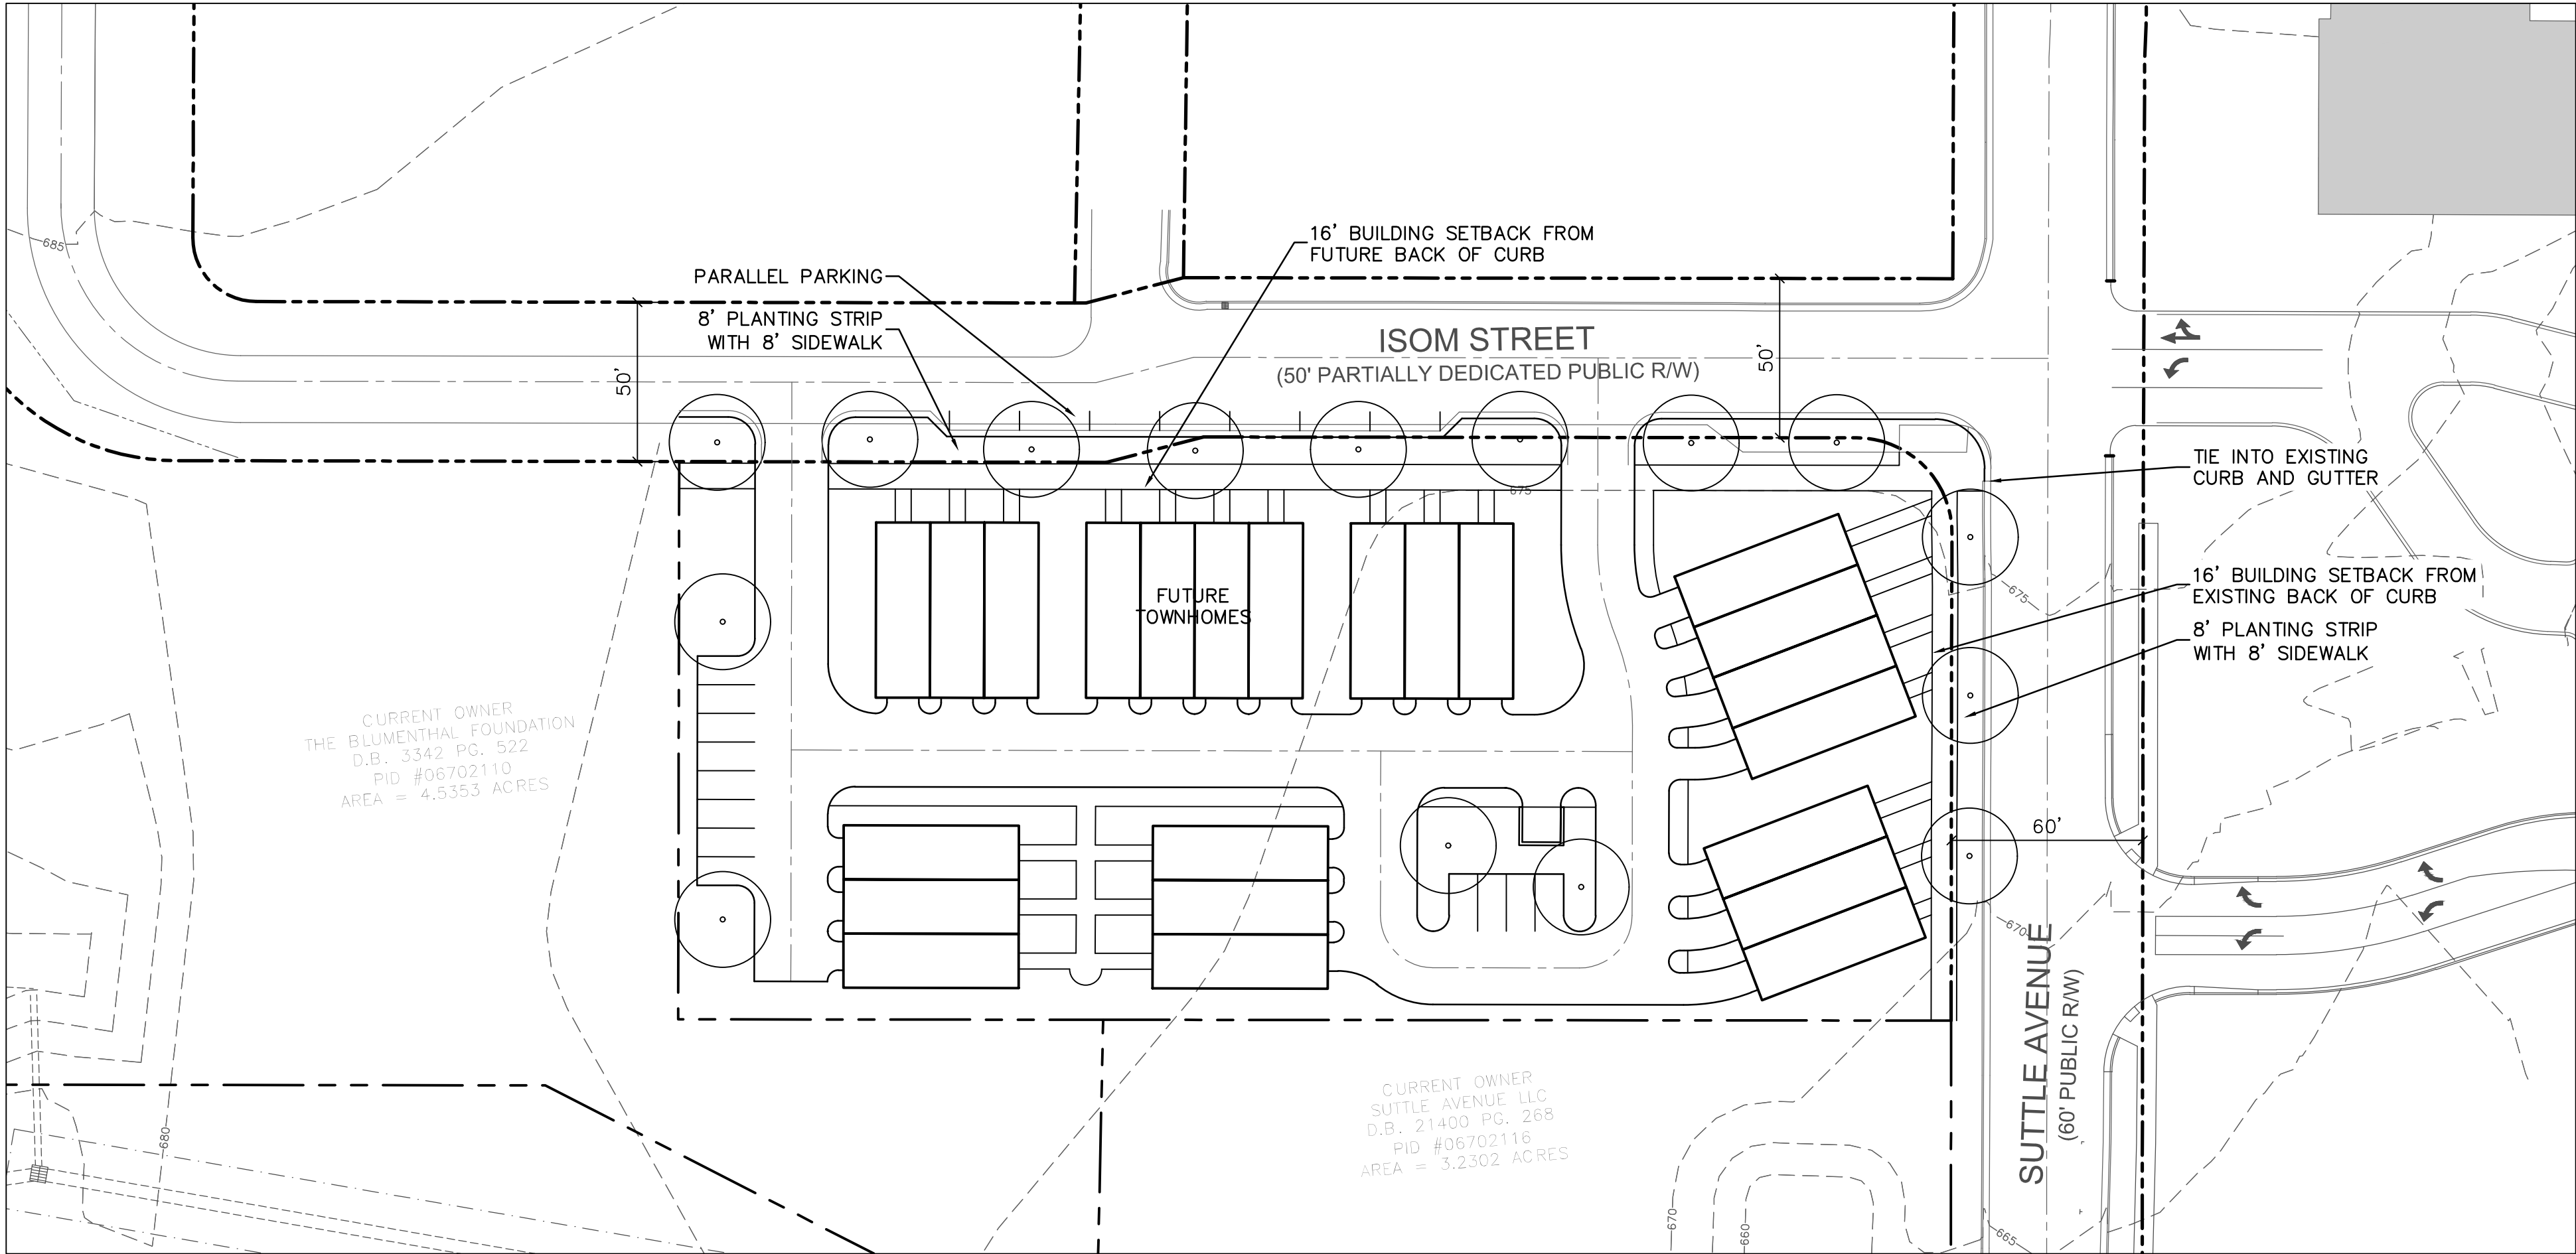 685
16' BUILDING SETBACK FROM
FUTURE BACK OF CURB
PARALLEL PARKING
8' PLANTING STRIP
WITH 8' SIDEWALK
50'
ISOM STREET
(50' PARTIALLY DEDICATED PUBLIC R/W)
50'
TIE INTO EXISTING
CURB AND GUTTER
675
16' BUILDING SETBACK FROM
EXISTING BACK OF CURB
675
8' PLANTING STRIP
WITH 8' SIDEWALK
FUTURE
TOWNHOMES
CURRENT OWNER
THE BLUMENTHAL FOUNDATION
D.B. 3342 PG. 522
PID #06702110
AREA = 4.5353 ACRES
60'
670
SUTTLE AVENUE
(60' PUBLIC R/W)
CURRENT OWNER
SUTTLE AVENUE LLC
D.B. 21400 PG. 268
PID #06702116
AREA = 3.2302 ACRES
680
670
660
665